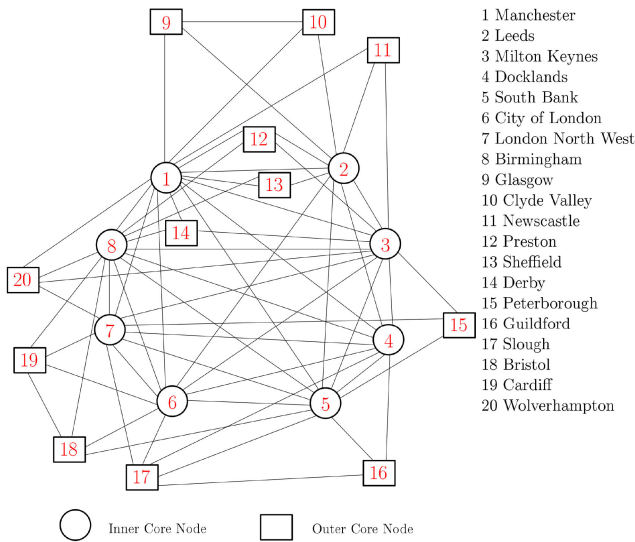 9
10
11
12
1
2
13
14
8
3
20
7
15
4
19
6
5
18
17
16
1 Manchester
2 Leeds
3 Milton Keynes
4 Docklands
5 South Bank
6 City of London
7 London North West
8 Birmingham
9 Glasgow
10 Clyde Valley
11 Newscastle
12 Preston
13 Sheffield
14 Derby
15 Peterborough
16 Guildford
17 Slough
18 Bristol
19 Cardiff
20 Wolverhampton
Inner Core Node
Outer Core Node